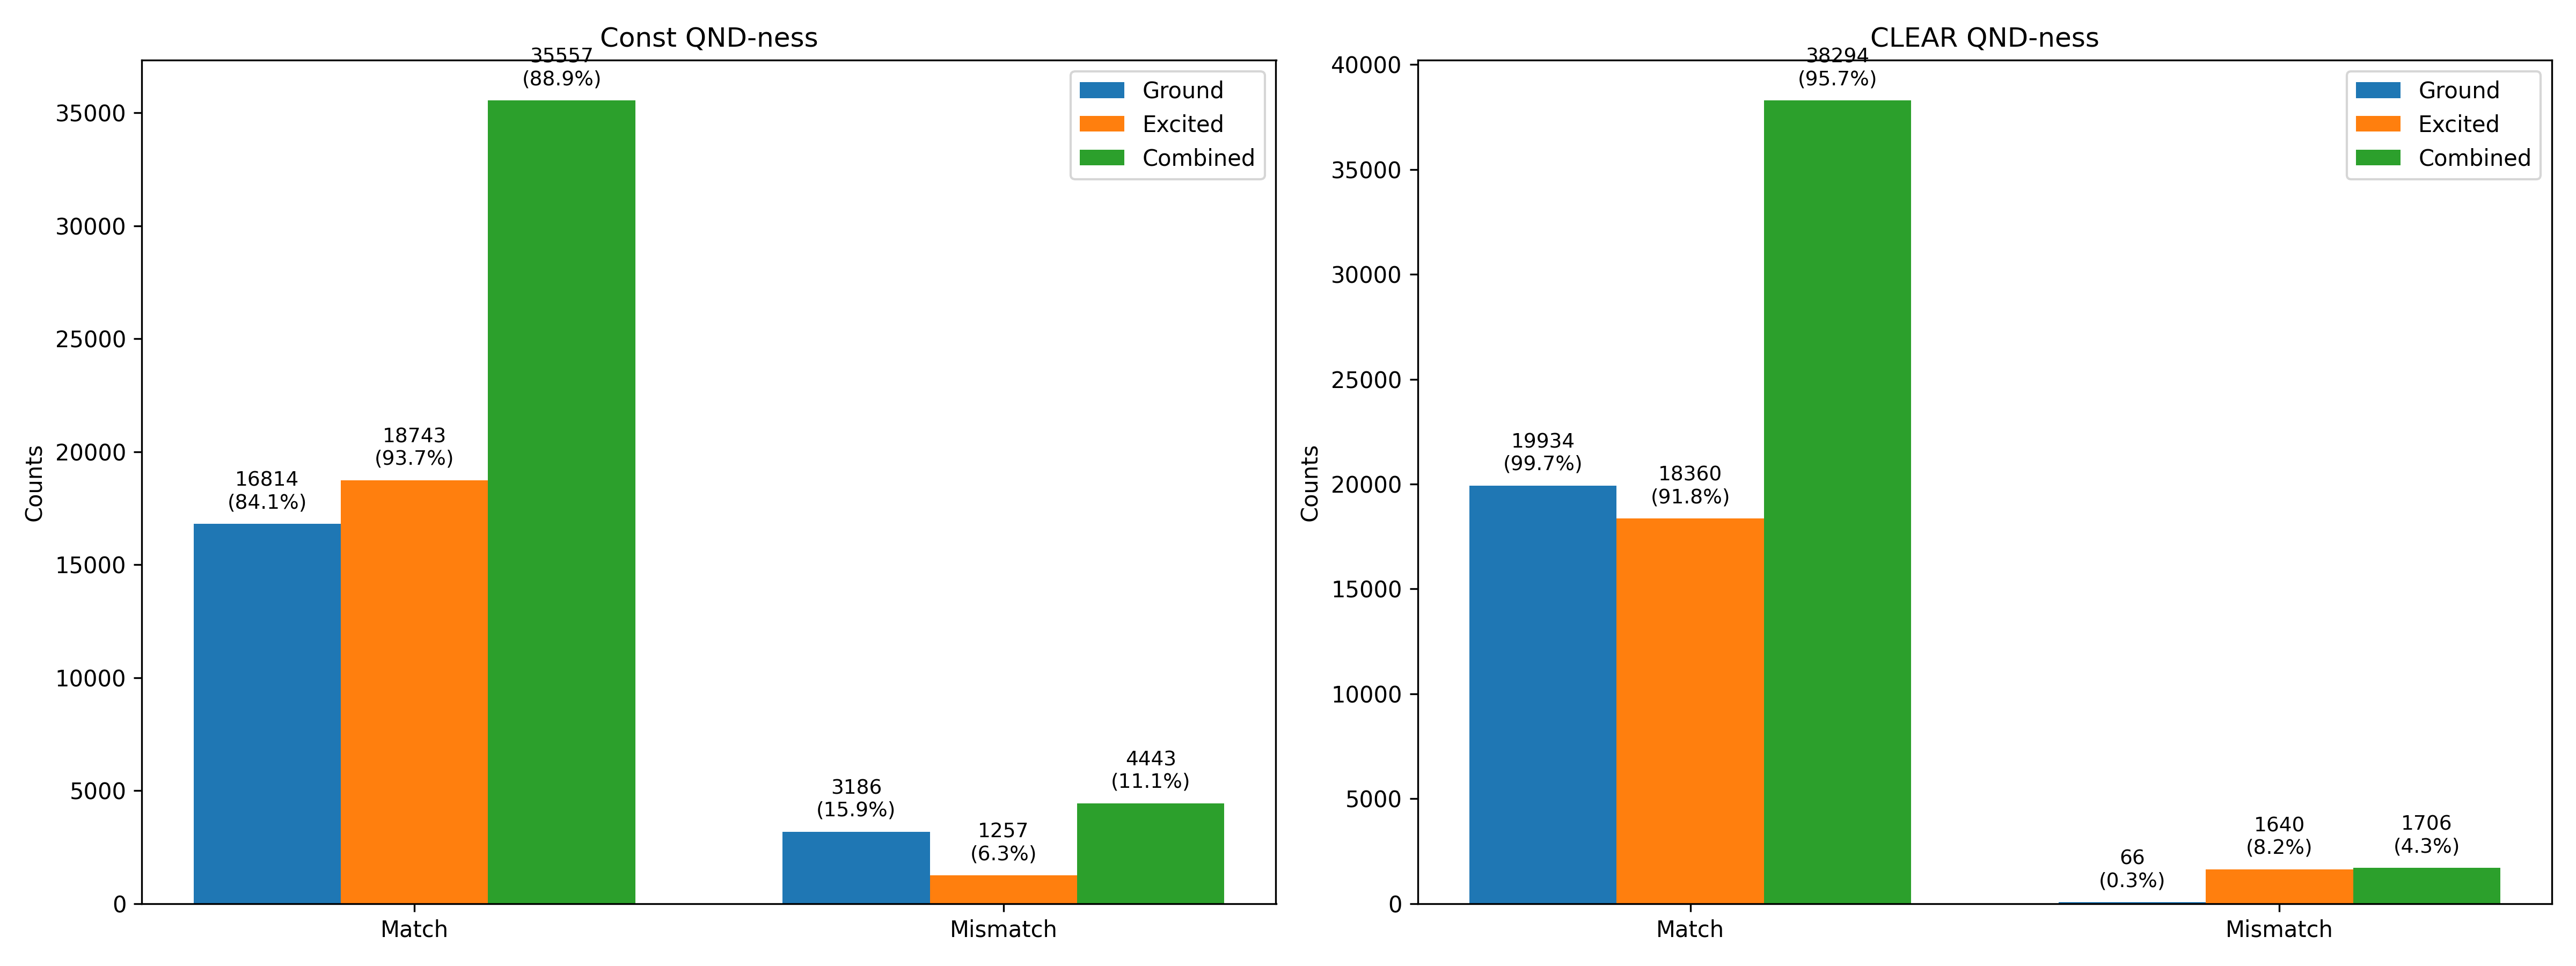 Const QND-ness
35557
(88.9%)
Ground
Excited
Combined
35000
30000
25000
20000
15000
10000
5000
0
Counts
16814
(84.1%)
18743
(93.7%)
3186
(15.9%)
1257
(6.3%)
4443
(11.1%)
Match
Mismatch
CLEAR QND-ness
38294
(95.7%)
Ground
Excited
Combined
40000
35000
30000
25000
20000
15000
10000
5000
0
Counts
19934
(99.7%)
18360
(91.8%)
66
(0.3%)
1640
(8.2%)
1706
(4.3%)
Match
Mismatch